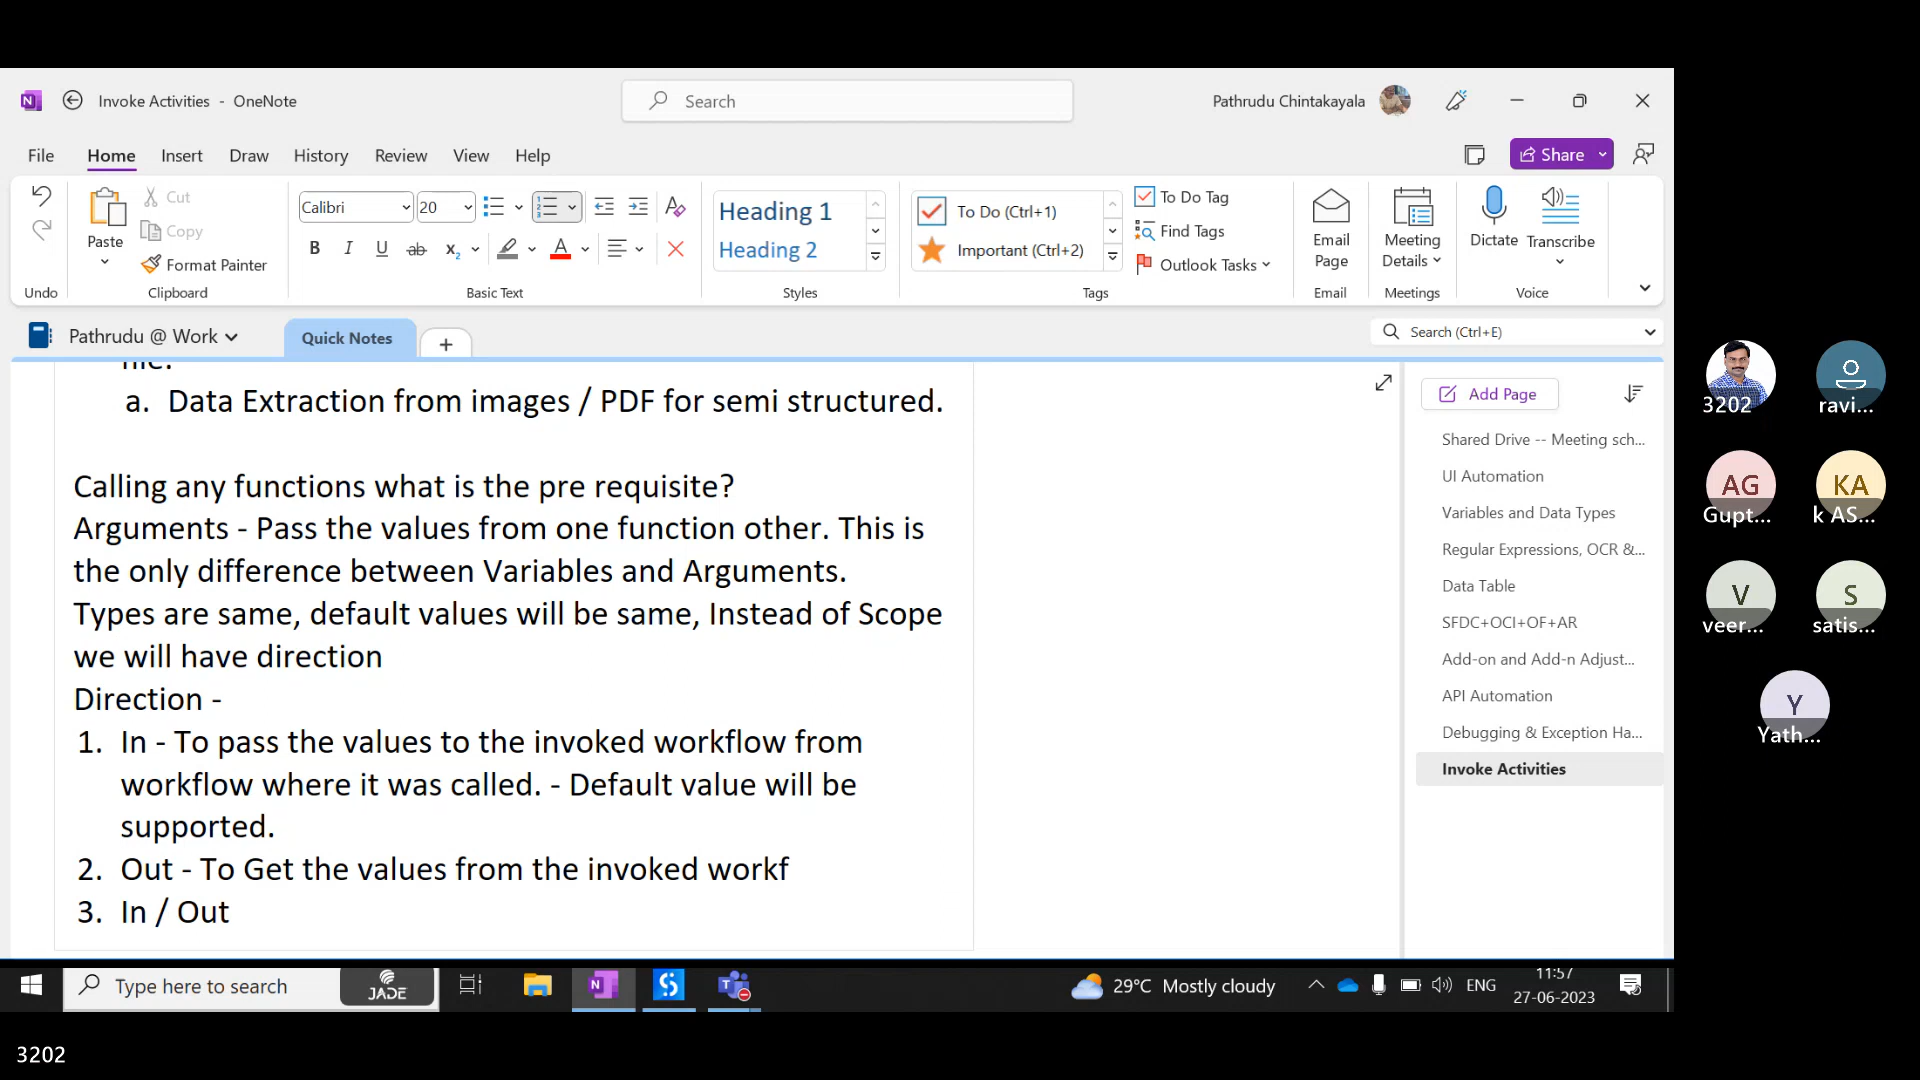 Invoke Activities - OneNote
Search
Pathrudu Chintakayala
File Home Insert Draw History Review View Help
Share
Paste
Cut
Copy
Format Painter
Calibri 20
Heading 1
Heading 2
To Do (Ctrl+1)
Important (Ctrl+2)
To Do Tag
Find Tags
Outlook Tasks
Email Page
Meeting Details
Dictate
Transcribe
Undo Clipboard Basic Text Styles Tags Email Meetings Voice
Pathrudu @ Work
Quick Notes
Search (Ctrl+E)
a. Data Extraction from images / PDF for semi structured.
Calling any functions what is the pre requisite?
Arguments - Pass the values from one function other. This is
the only difference between Variables and Arguments.
Types are same, default values will be same, Instead of Scope
we will have direction
Direction -
1. In - To pass the values to the invoked workflow from
workflow where it was called. - Default value will be
supported.
2. Out - To Get the values from the invoked workf
3. In / Out
Add Page
Shared Drive -- Meeting sch...
UI Automation
Variables and Data Types
Regular Expressions, OCR &...
Data Table
SFDC+OCI+OF+AR
Add-on and Add-n Adjust...
API Automation
Debugging & Exception Ha...
Invoke Activities
3202
ravi...
AG
Gupt...
KA
k AS...
V
veer...
S
satis...
Y
Yath...
Type here to search
JADE
29°C Mostly cloudy
ENG
11:57
27-06-2023
3202